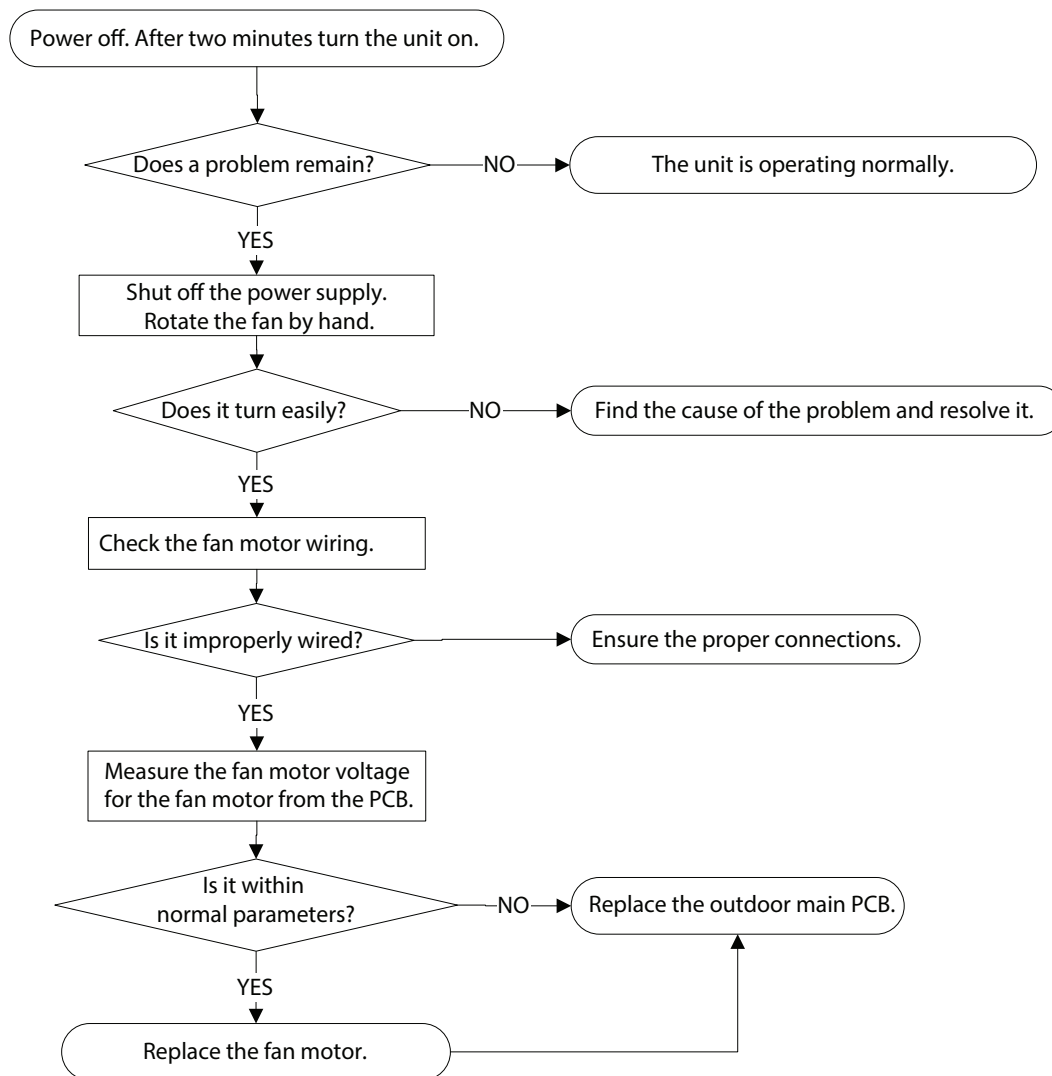 Power off. After two minutes turn the unit on.
Does a problem remain?
NO
The unit is operating normally.
YES
Shut off the power supply.
Rotate the fan by hand.
Does it turn easily?
NO
Find the cause of the problem and resolve it.
YES
Check the fan motor wiring.
Is it improperly wired?
Ensure the proper connections.
YES
Measure the fan motor voltage
for the fan motor from the PCB.
Is it within
normal parameters?
NO
Replace the outdoor main PCB.
YES
Replace the fan motor.